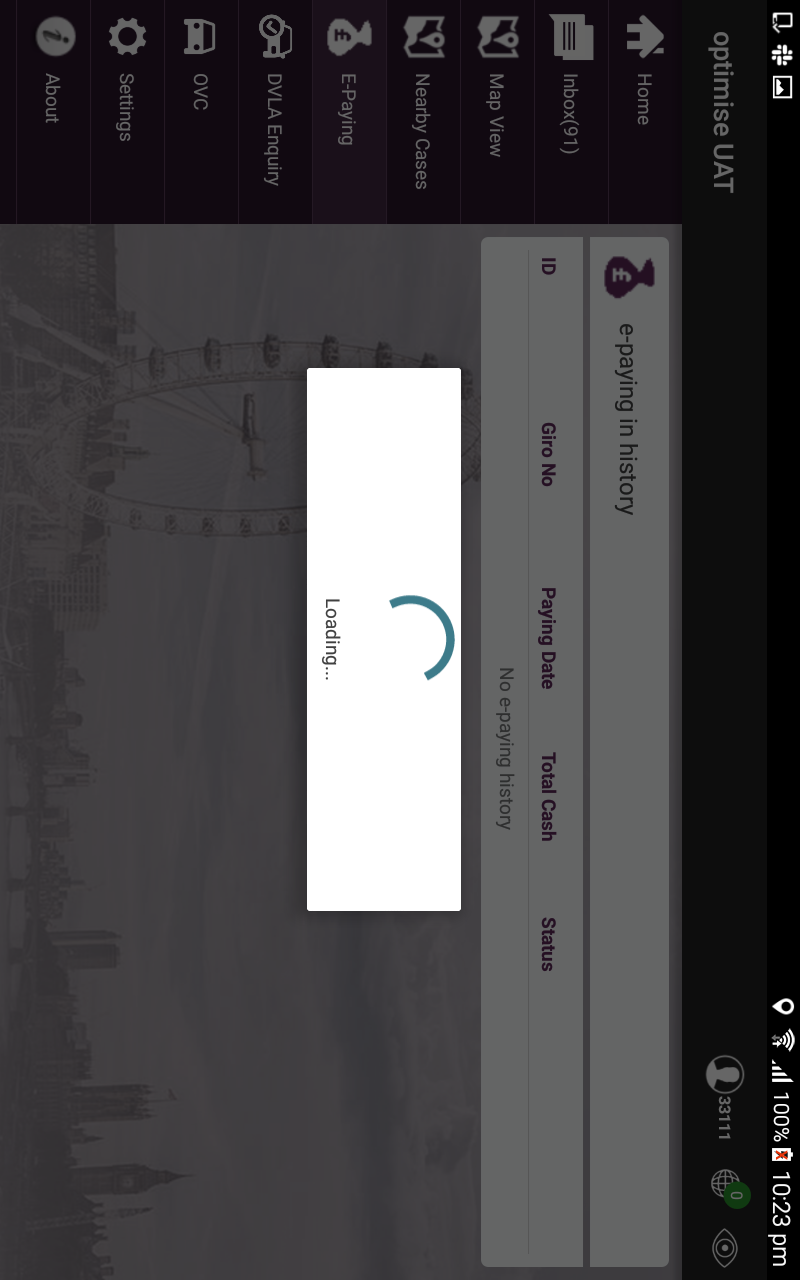 100% 10:23 pm
optimise UAT
33111
0
Home
Inbox(91)
Map View
Nearby Cases
E-Paying
DVLA Enquiry
OVC
Settings
About
e-paying in history
ID Giro No Paying Date Total Cash Status
No e-paying history
Loading...